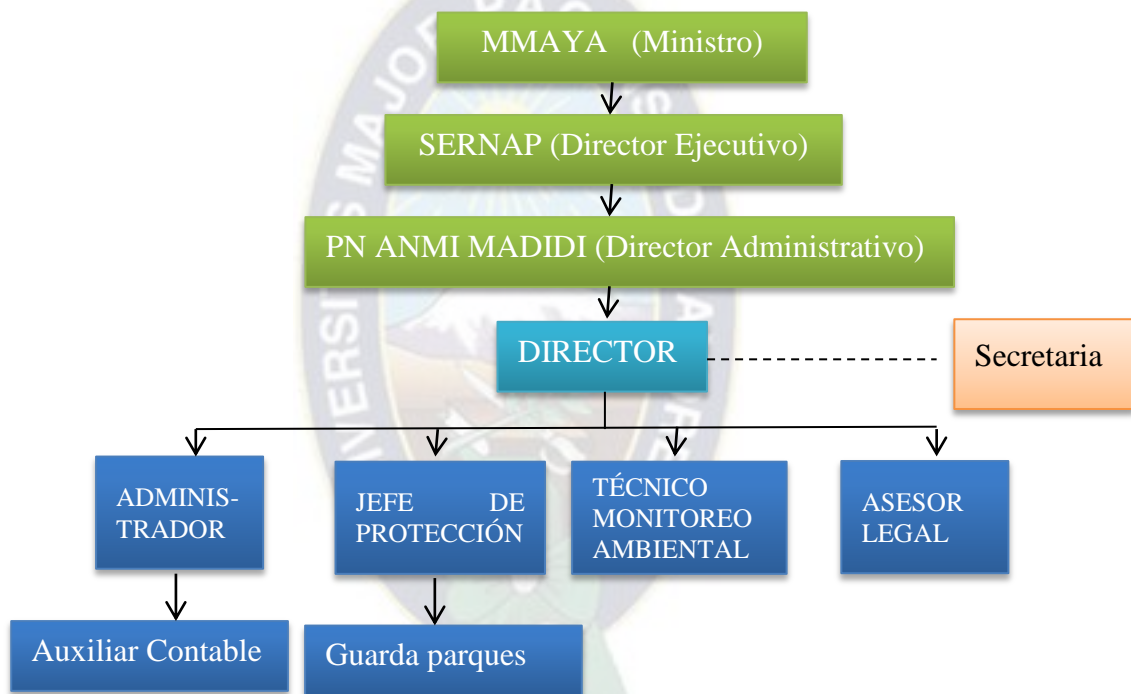 MMAYA (Ministro)
SERNAP (Director Ejecutivo)
PN ANMI MADIDI (Director Administrativo)
DIRECTOR
Secretaria
ADMINIS-
TRADOR
JEFE DE
PROTECCIÓN
TÉCNICO
MONITOREO
AMBIENTAL
ASESOR
LEGAL
Auxiliar Contable
Guarda parques